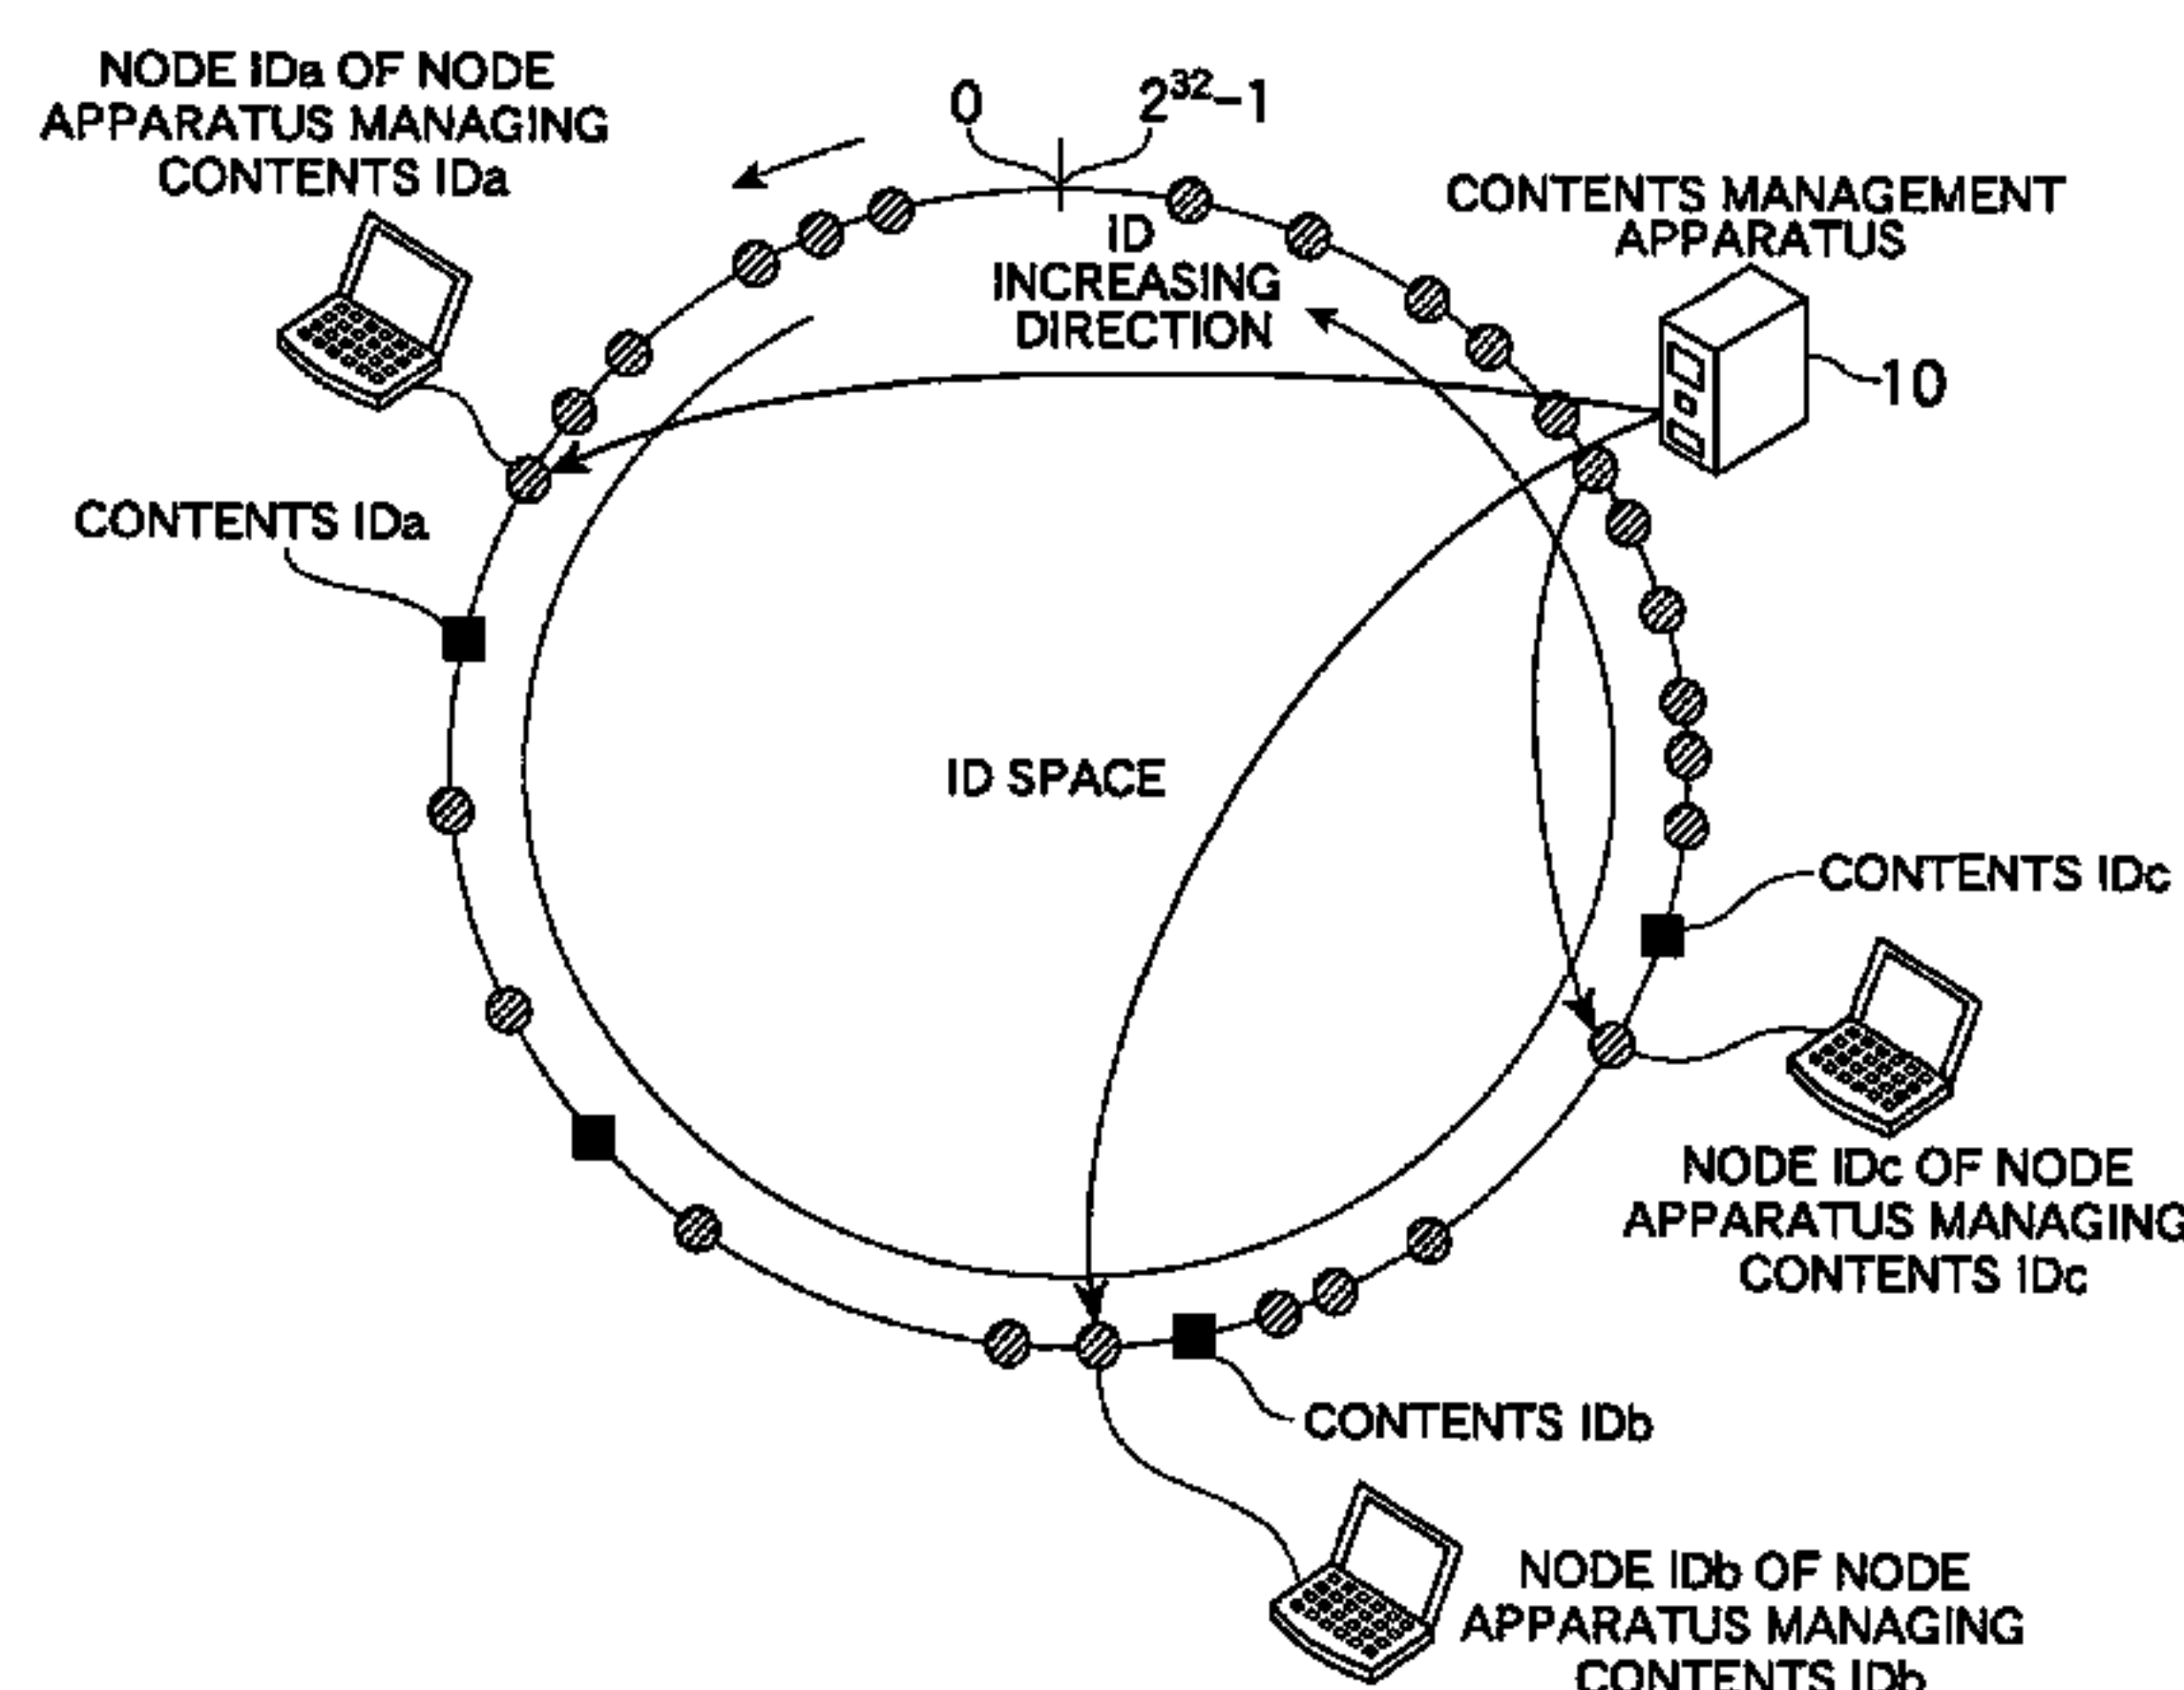 NODE IDa OF NODE
APPARATUS MANAGING
CONTENTS IDa
0
2³²-1
CONTENTS MANAGEMENT
APPARATUS
ID
INCREASING
DIRECTION
10
CONTENTS IDa
ID SPACE
CONTENTS IDc
NODE IDc OF NODE
APPARATUS MANAGING
CONTENTS IDc
CONTENTS IDb
NODE IDb OF NODE
APPARATUS MANAGING
CONTENTS IDb